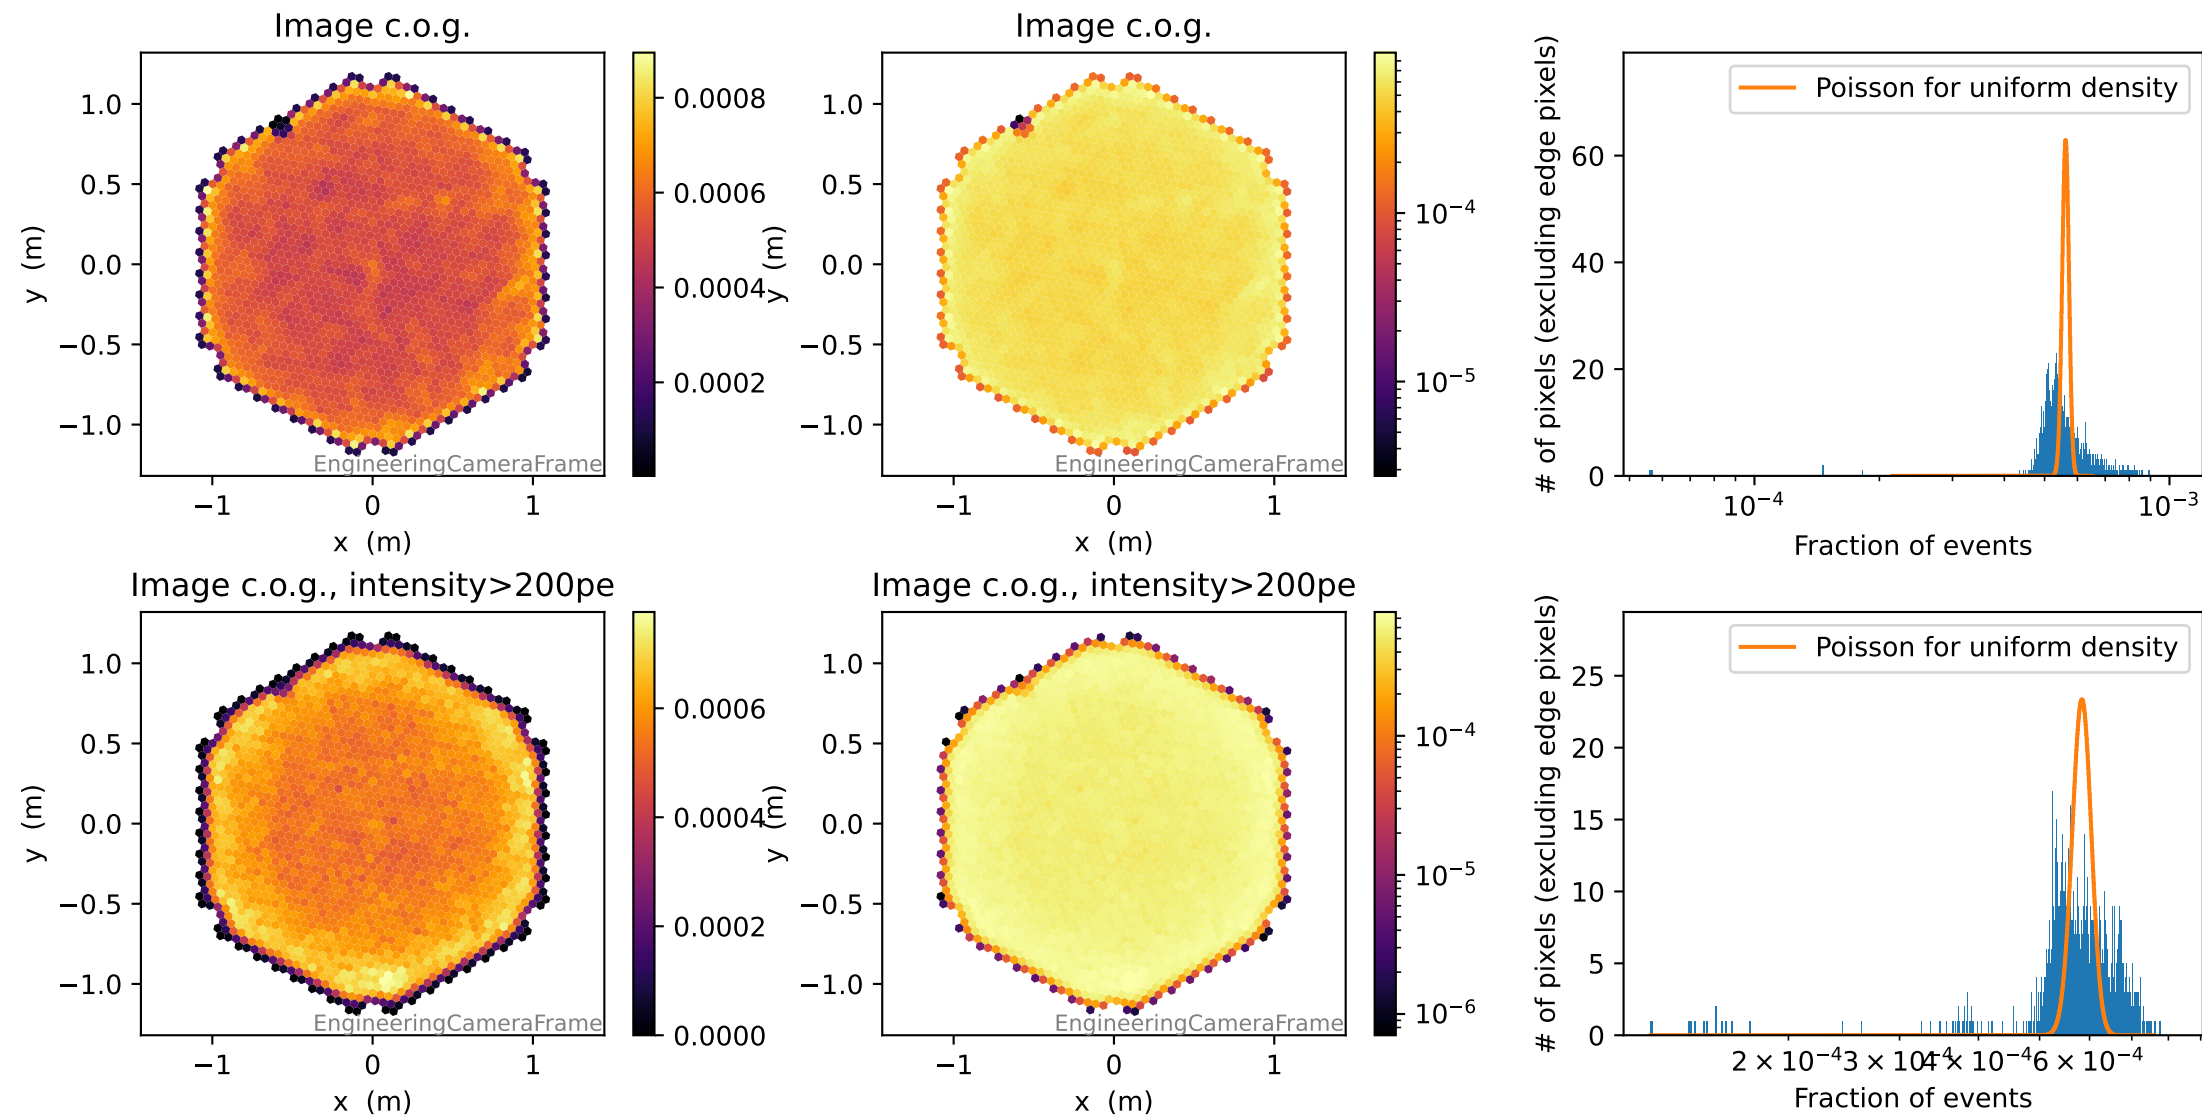 Image c.o.g.
1.0
0.5
0.0
−0.5
−1.0
y (m)
−1
0
1
x (m)
EngineeringCameraFrame
0.0008
0.0006
0.0004
0.0002
Image c.o.g.
1.0
0.5
0.0
−0.5
−1.0
y (m)
−1
0
1
x (m)
EngineeringCameraFrame
10⁻⁴
10⁻⁵
Poisson for uniform density
# of pixels (excluding edge pixels)
60
40
20
0
10⁻⁴
10⁻³
Fraction of events
Image c.o.g., intensity>200pe
1.0
0.5
0.0
−0.5
−1.0
y (m)
−1
0
1
x (m)
EngineeringCameraFrame
0.0006
0.0004
0.0002
0.0000
Image c.o.g., intensity>200pe
1.0
0.5
0.0
−0.5
−1.0
y (m)
−1
0
1
x (m)
EngineeringCameraFrame
10⁻⁴
10⁻⁵
10⁻⁶
Poisson for uniform density
# of pixels (excluding edge pixels)
25
20
15
10
5
0
2 × 10⁻⁴
3 × 10⁻⁴
4 × 10⁻⁴
6 × 10⁻⁴
Fraction of events